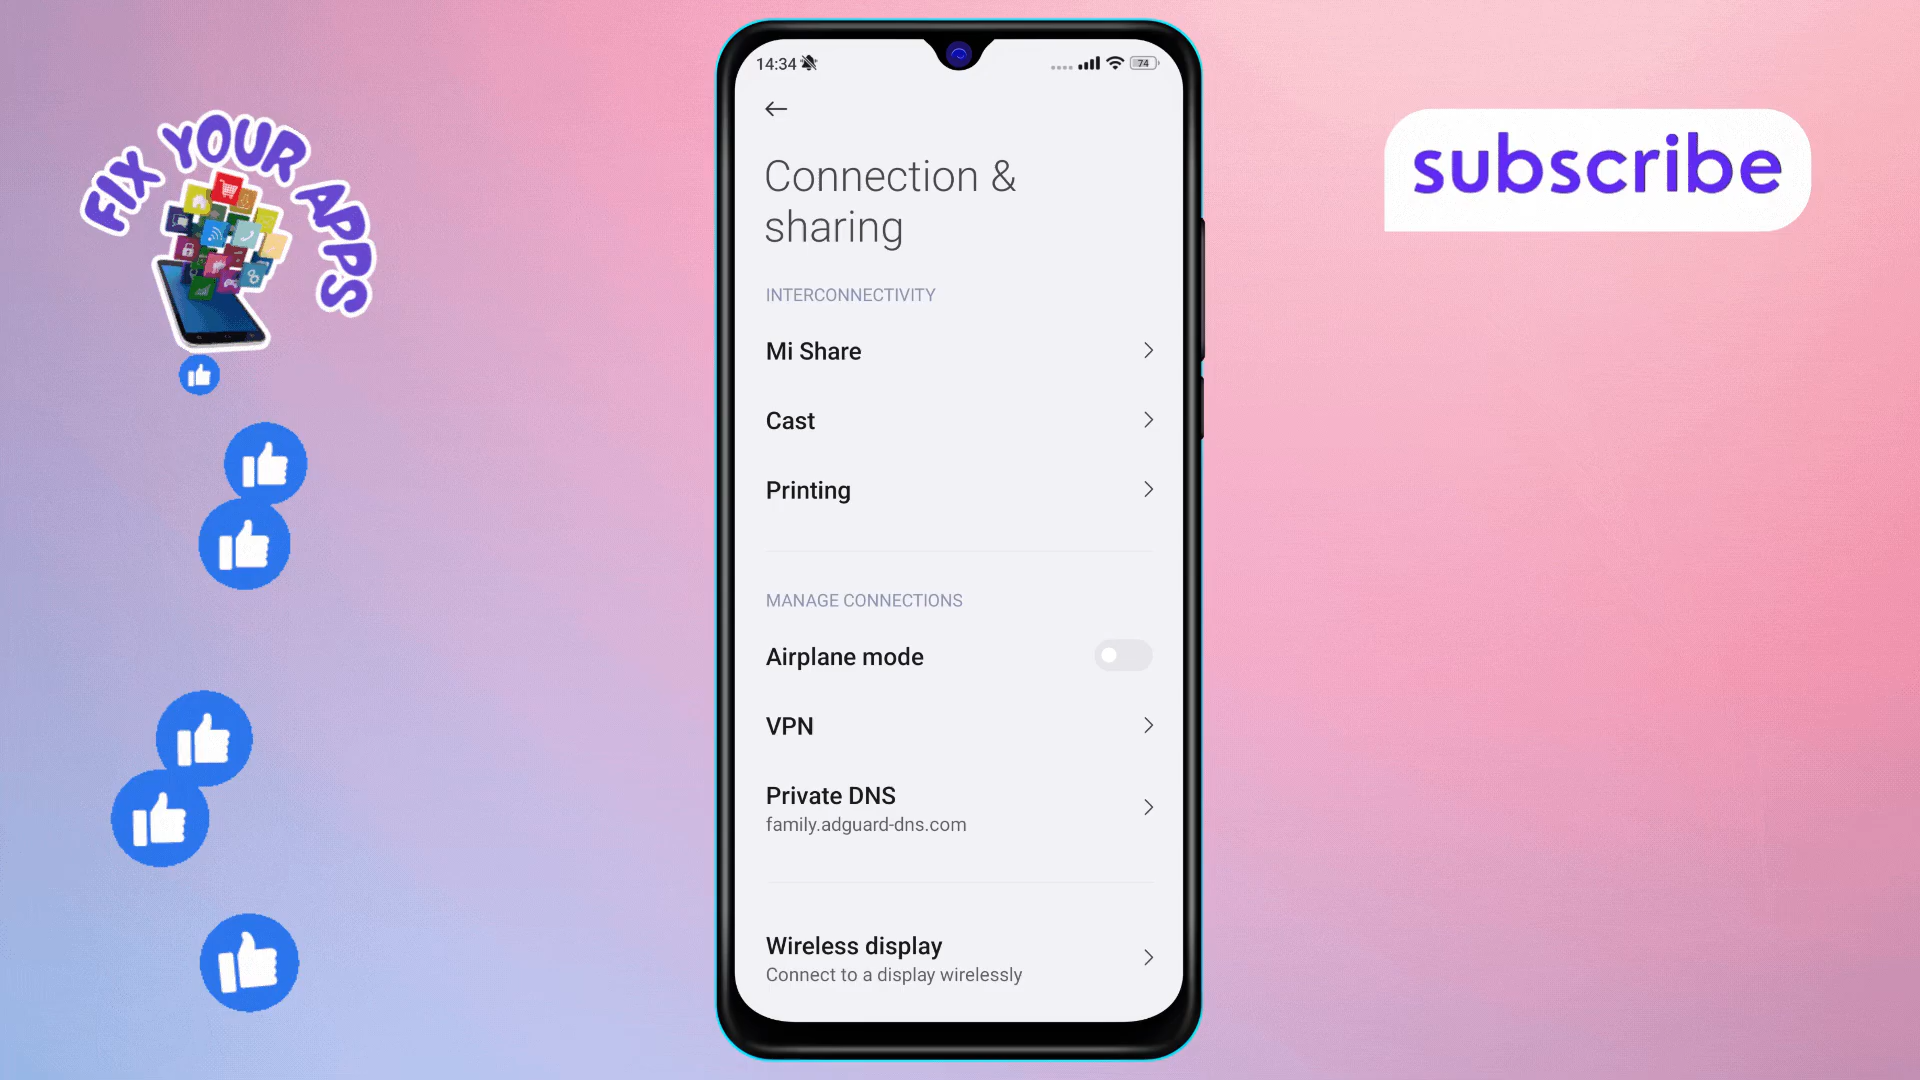 FIX YOUR APPS
subscribe
14:34
74
Connection &
sharing
INTERCONNECTIVITY
Mi Share
Cast
Printing
MANAGE CONNECTIONS
Airplane mode
VPN
Private DNS
family.adguard-dns.com
Wireless display
Connect to a display wirelessly